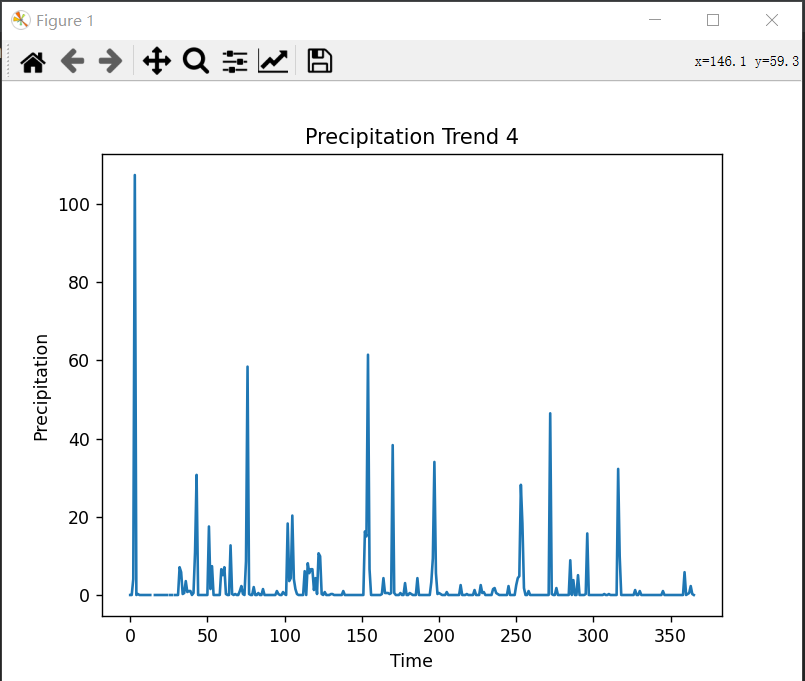 Figure 1
x=146.1 y=59.3
Precipitation Trend 4
100
80
60
40
20
0
Precipitation
0 50 100 150 200 250 300 350
Time